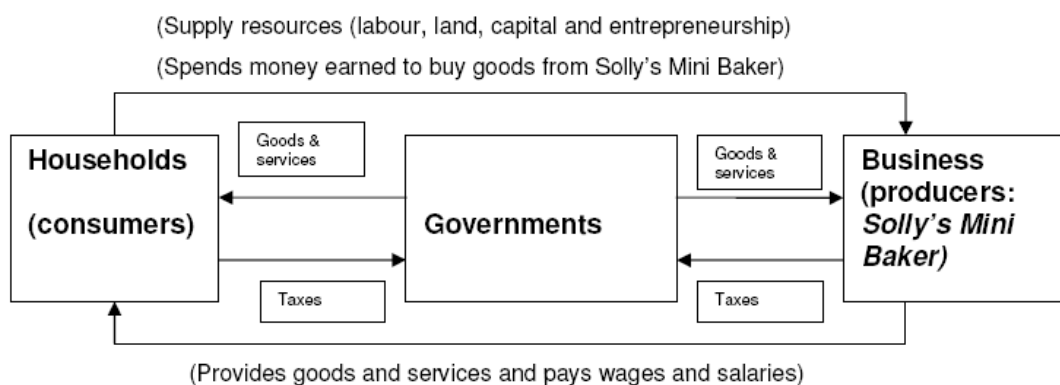 (Supply resources (labour, land, capital and entrepreneurship)
(Spends money earned to buy goods from Solly's Mini Baker)
Households
(consumers)
Goods &
services
Taxes
Governments
Goods &
services
Taxes
Business
(producers:
Solly's Mini
Baker)
(Provides goods and services and pays wages and salaries)